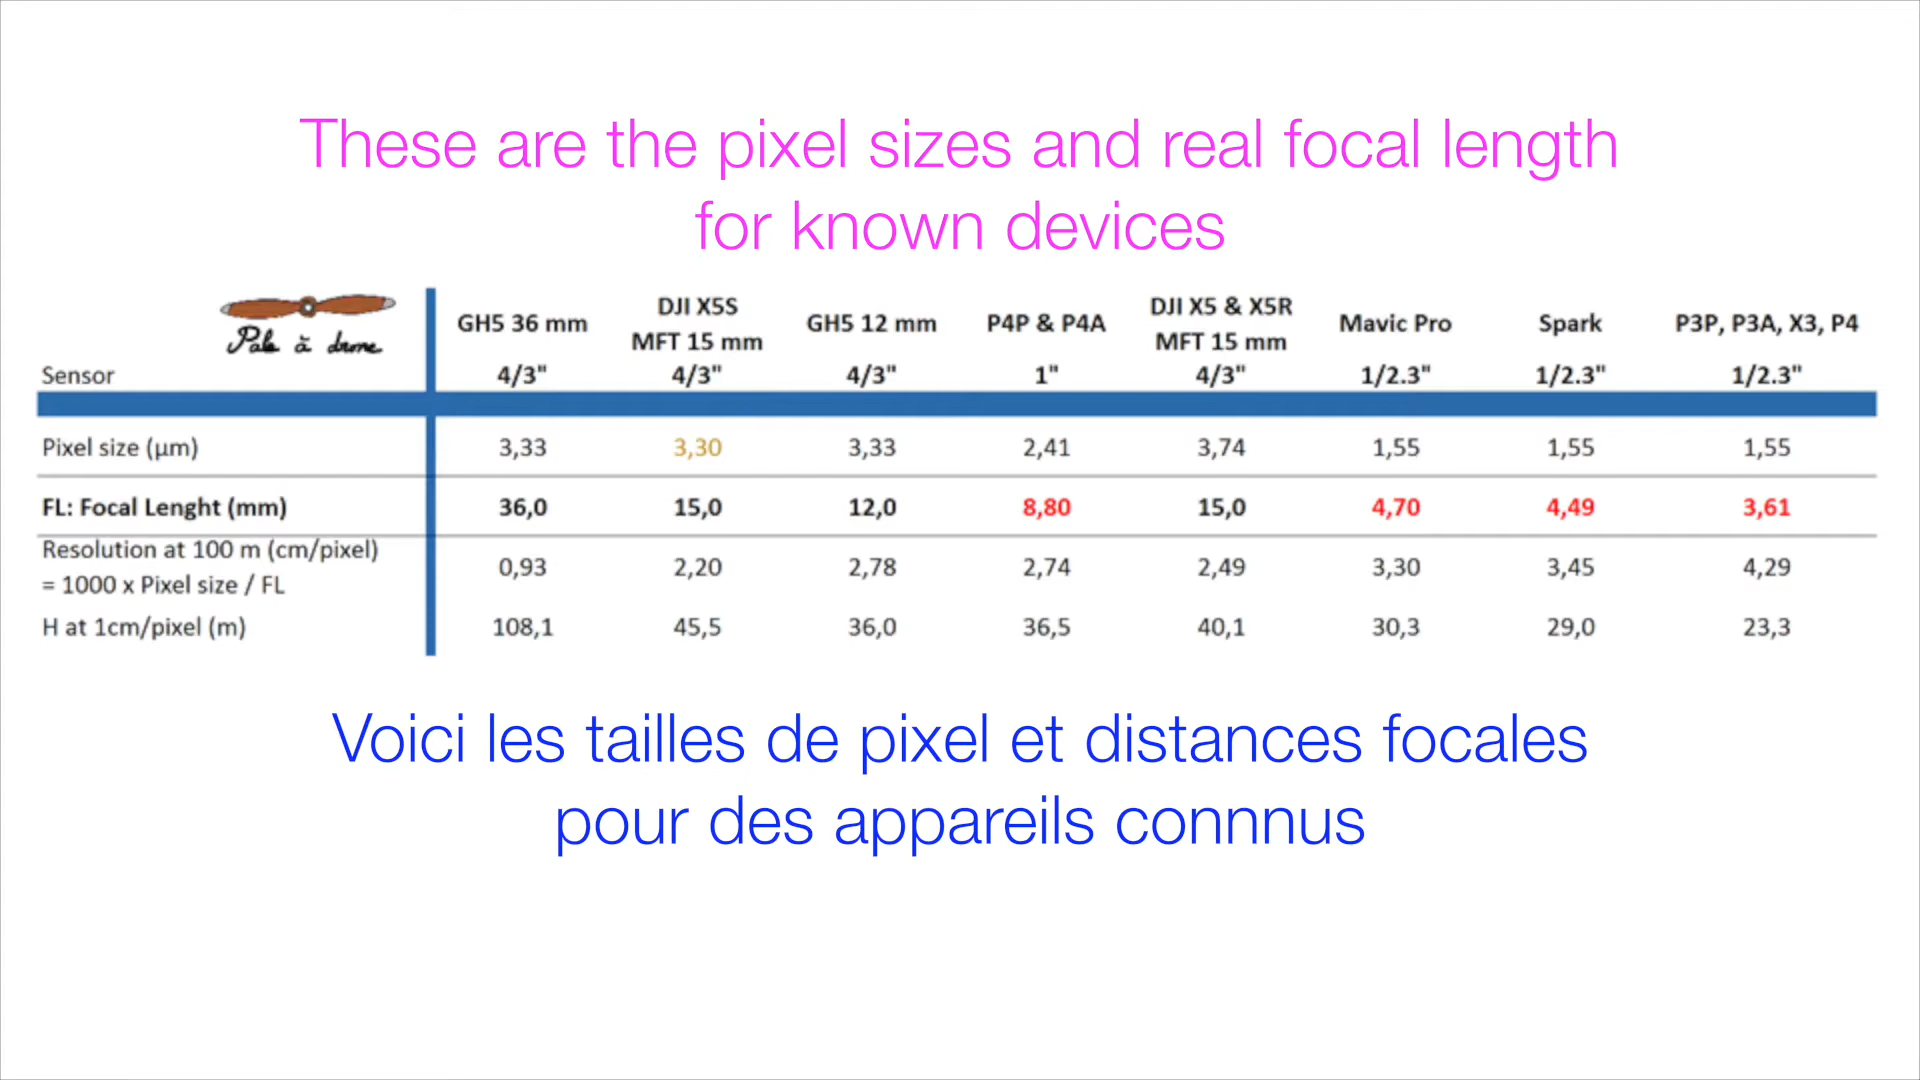 These are the pixel sizes and real focal length
for known devices
Pale à drone
GH5 36 mm DJI X5S MFT 15 mm GH5 12 mm P4P & P4A DJI X5 & X5R MFT 15 mm Mavic Pro Spark P3P, P3A, X3, P4
Sensor 4/3" 4/3" 4/3" 1" 4/3" 1/2.3" 1/2.3" 1/2.3"
Pixel size (µm) 3,33 3,30 3,33 2,41 3,74 1,55 1,55 1,55
FL: Focal Lenght (mm) 36,0 15,0 12,0 8,80 15,0 4,70 4,49 3,61
Resolution at 100 m (cm/pixel)
= 1000 x Pixel size / FL 0,93 2,20 2,78 2,74 2,49 3,30 3,45 4,29
H at 1cm/pixel (m) 108,1 45,5 36,0 36,5 40,1 30,3 29,0 23,3
Voici les tailles de pixel et distances focales
pour des appareils connnus